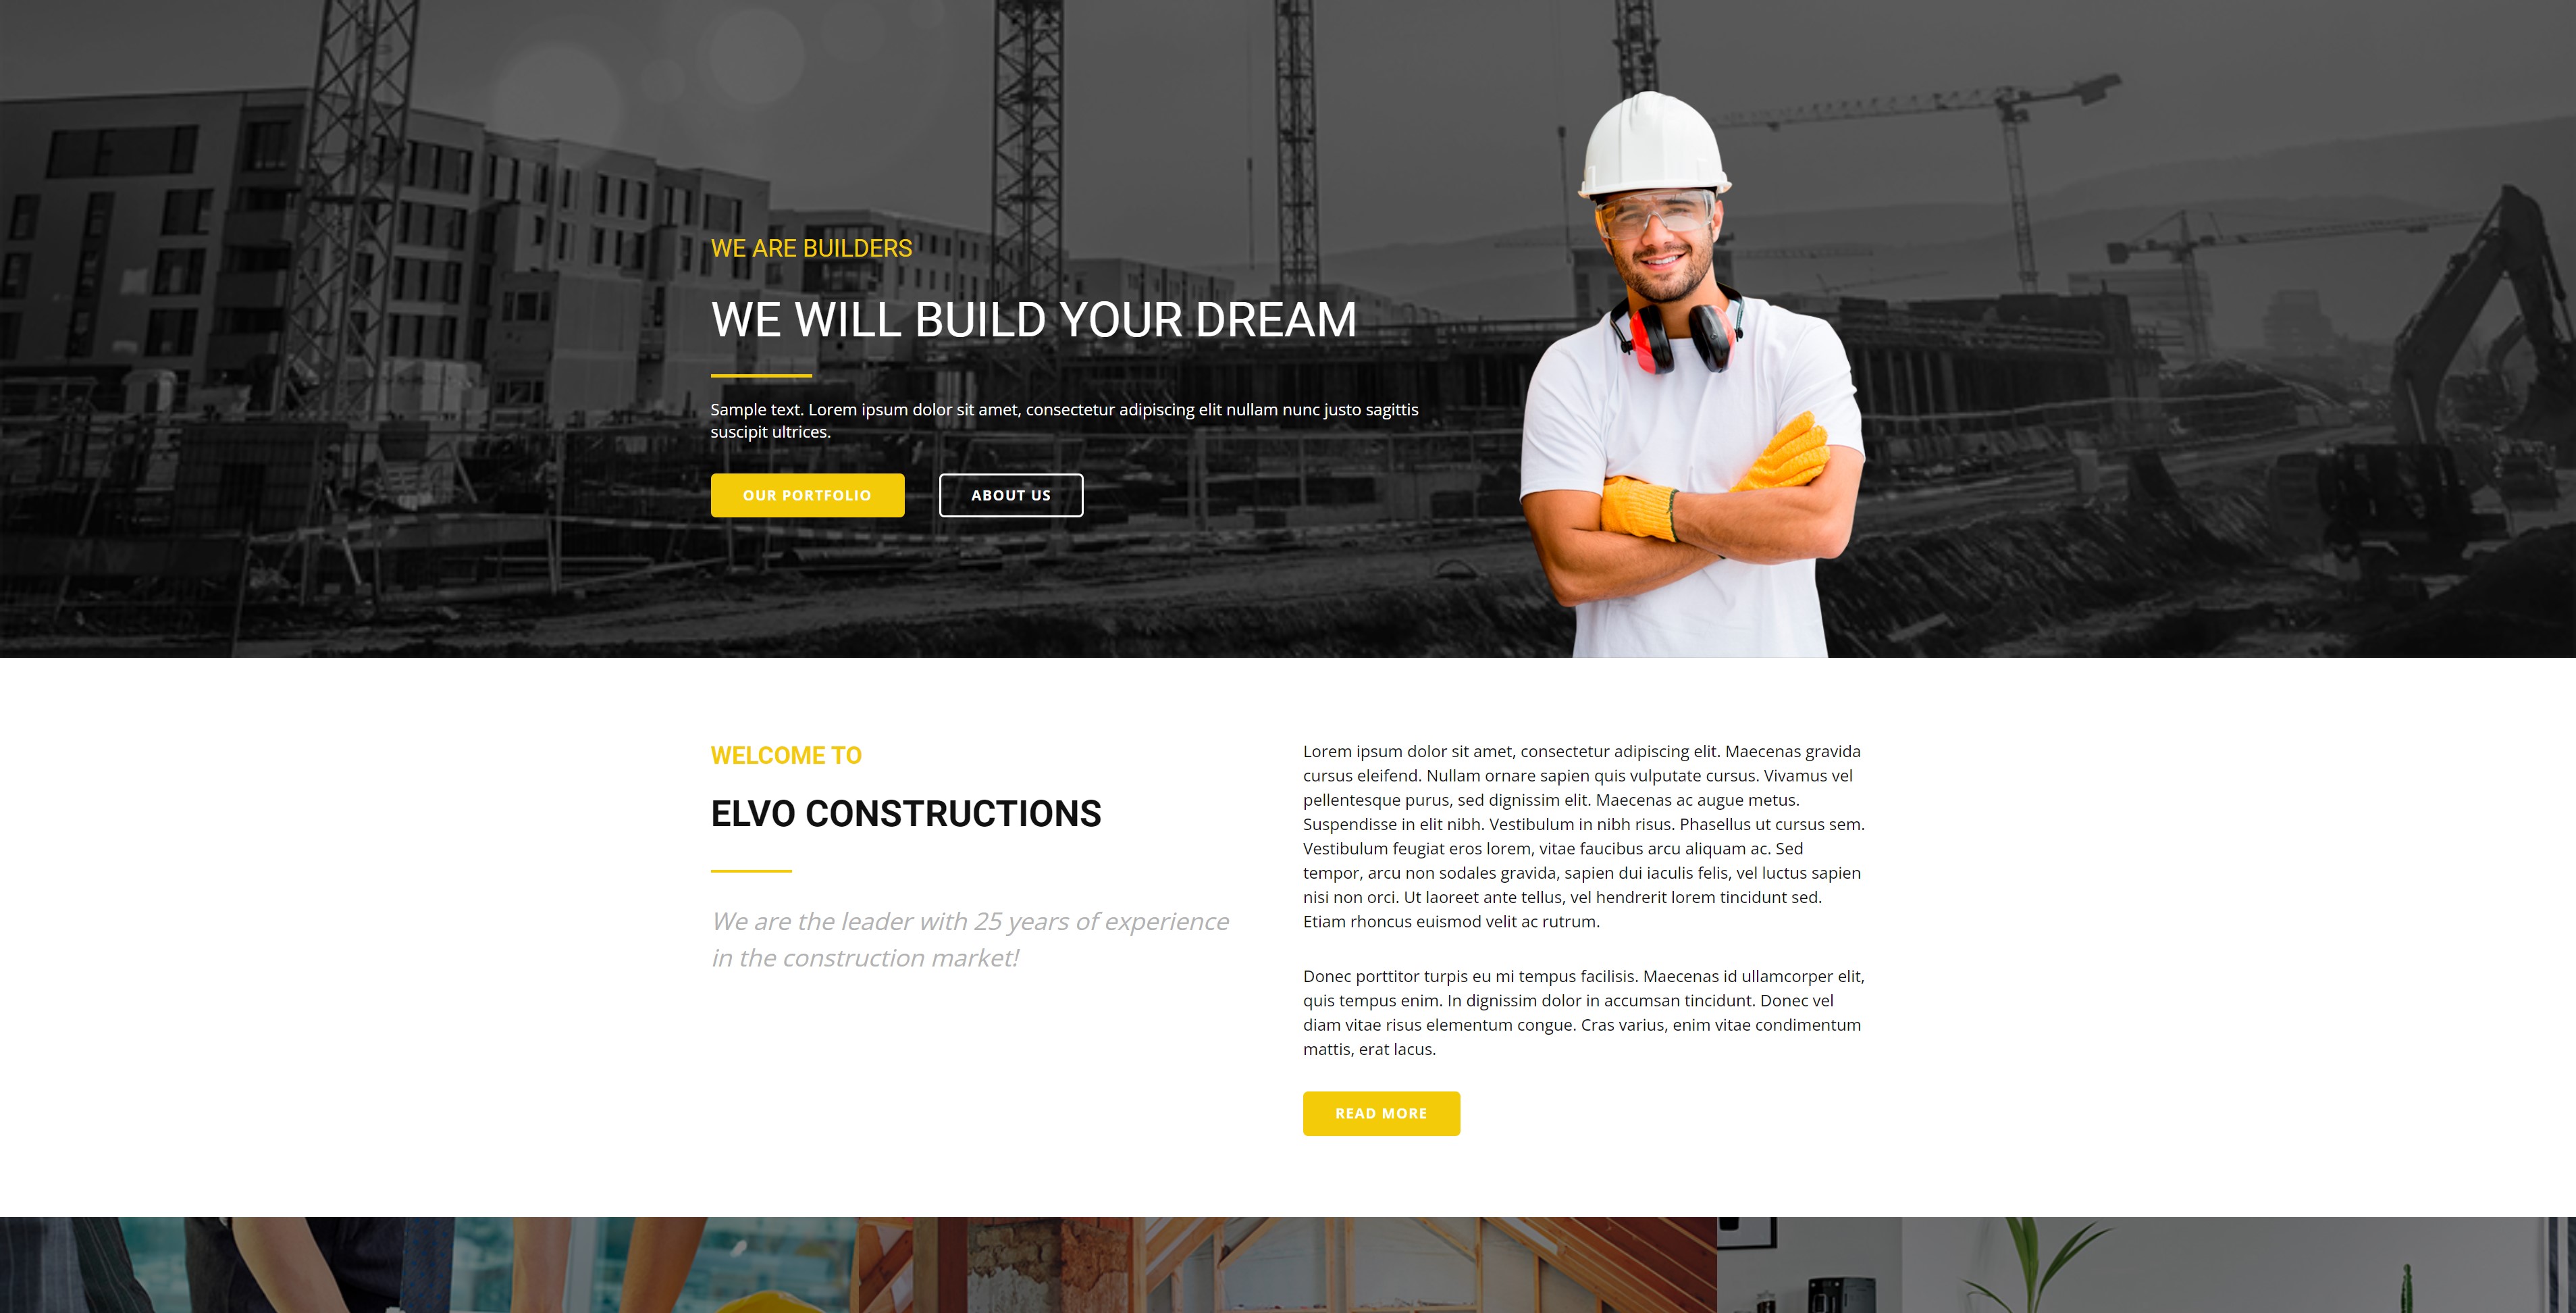 WE ARE BUILDERS
WE WILL BUILD YOUR DREAM
Sample text. Lorem ipsum dolor sit amet, consectetur adipiscing elit nullam nunc justo sagittis
suscipit ultrices.
OUR PORTFOLIO
ABOUT US
WELCOME TO
ELVO CONSTRUCTIONS
We are the leader with 25 years of experience
in the construction market!
Lorem ipsum dolor sit amet, consectetur adipiscing elit. Maecenas gravida
cursus eleifend. Nullam ornare sapien quis vulputate cursus. Vivamus vel
pellentesque purus, sed dignissim elit. Maecenas ac augue metus.
Suspendisse in elit nibh. Vestibulum in nibh risus. Phasellus ut cursus sem.
Vestibulum feugiat eros lorem, vitae faucibus arcu aliquam ac. Sed
tempor, arcu non sodales gravida, sapien dui iaculis felis, vel luctus sapien
nisi non orci. Ut laoreet ante tellus, vel hendrerit lorem tincidunt sed.
Etiam rhoncus euismod velit ac rutrum.
Donec porttitor turpis eu mi tempus facilisis. Maecenas id ullamcorper elit,
quis tempus enim. In dignissim dolor in accumsan tincidunt. Donec vel
diam vitae risus elementum congue. Cras varius, enim vitae condimentum
mattis, erat lacus.
READ MORE